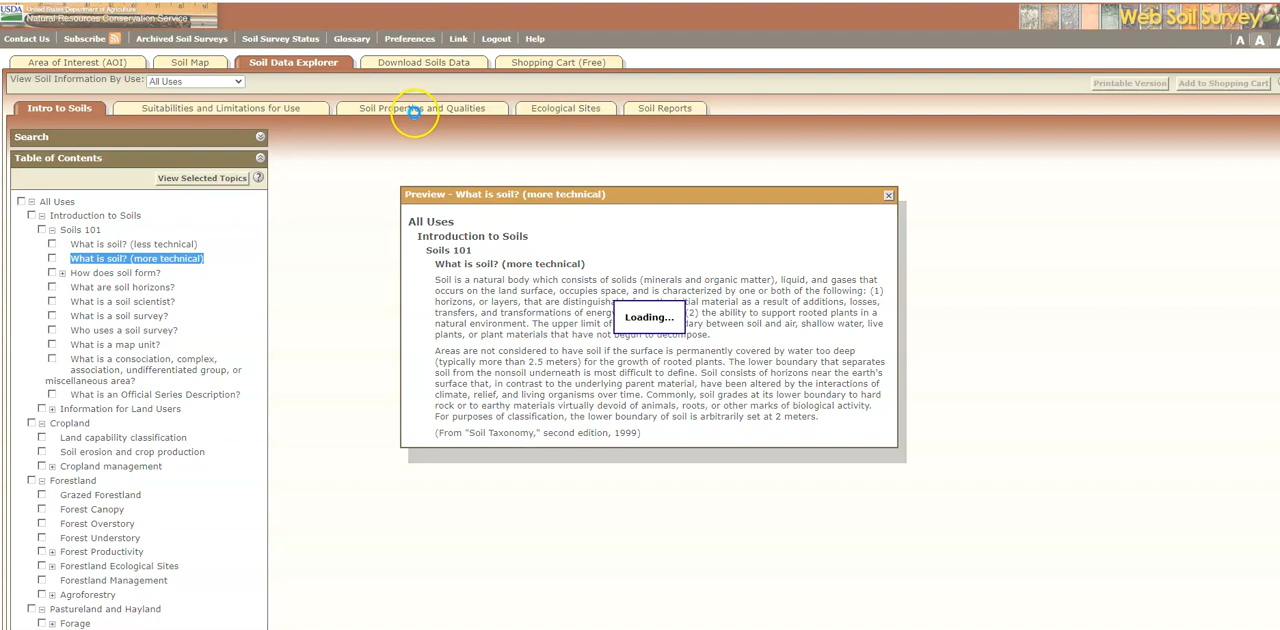 USDA United States Department of Agriculture
Natural Resources Conservation Service
Web Soil Survey
Contact Us Subscribe Archived Soil Surveys Soil Survey Status Glossary Preferences Link Logout Help
A A
Area of Interest (AOI) Soil Map Soil Data Explorer Download Soils Data Shopping Cart (Free)
View Soil Information By Use: All Uses Printable Version Add to Shopping Cart
Intro to Soils Suitabilities and Limitations for Use Soil Properties and Qualities Ecological Sites Soil Reports
Search
Table of Contents
View Selected Topics ?
All Uses
Introduction to Soils
Soils 101
What is soil? (less technical)
What is soil? (more technical)
How does soil form?
What are soil horizons?
What is a soil scientist?
What is a soil survey?
Who uses a soil survey?
What is a map unit?
What is a consociation, complex,
association, undifferentiated group, or
miscellaneous area?
What is an Official Series Description?
Information for Land Users
Cropland
Land capability classification
Soil erosion and crop production
Cropland management
Forestland
Grazed Forestland
Forest Canopy
Forest Overstory
Forest Understory
Forest Productivity
Forestland Ecological Sites
Forestland Management
Agroforestry
Pastureland and Hayland
Forage
Preview - What is soil? (more technical)
All Uses
Introduction to Soils
Soils 101
What is soil? (more technical)
Soil is a natural body which consists of solids (minerals and organic matter), liquid, and gases that
occurs on the land surface, occupies space, and is characterized by one or both of the following: (1)
horizons, or layers, that are material as a result of additions, losses,
transfers, and transformations of (2) the ability to support rooted plants in a
natural environment. The upper limit of between soil and air, shallow water, live
plants, or plant materials that have not begun to decompose.
Loading...
Areas are not considered to have soil if the surface is permanently covered by water too deep
(typically more than 2.5 meters) for the growth of rooted plants. The lower boundary that separates
soil from the nonsoil underneath is most difficult to define. Soil consists of horizons near the earth's
surface that, in contrast to the underlying parent material, have been altered by the interactions of
climate, relief, and living organisms over time. Commonly, soil grades at its lower boundary to hard
rock or to earthy materials virtually devoid of animals, roots, or other marks of biological activity.
For purposes of classification, the lower boundary of soil is arbitrarily set at 2 meters.
(From "Soil Taxonomy," second edition, 1999)